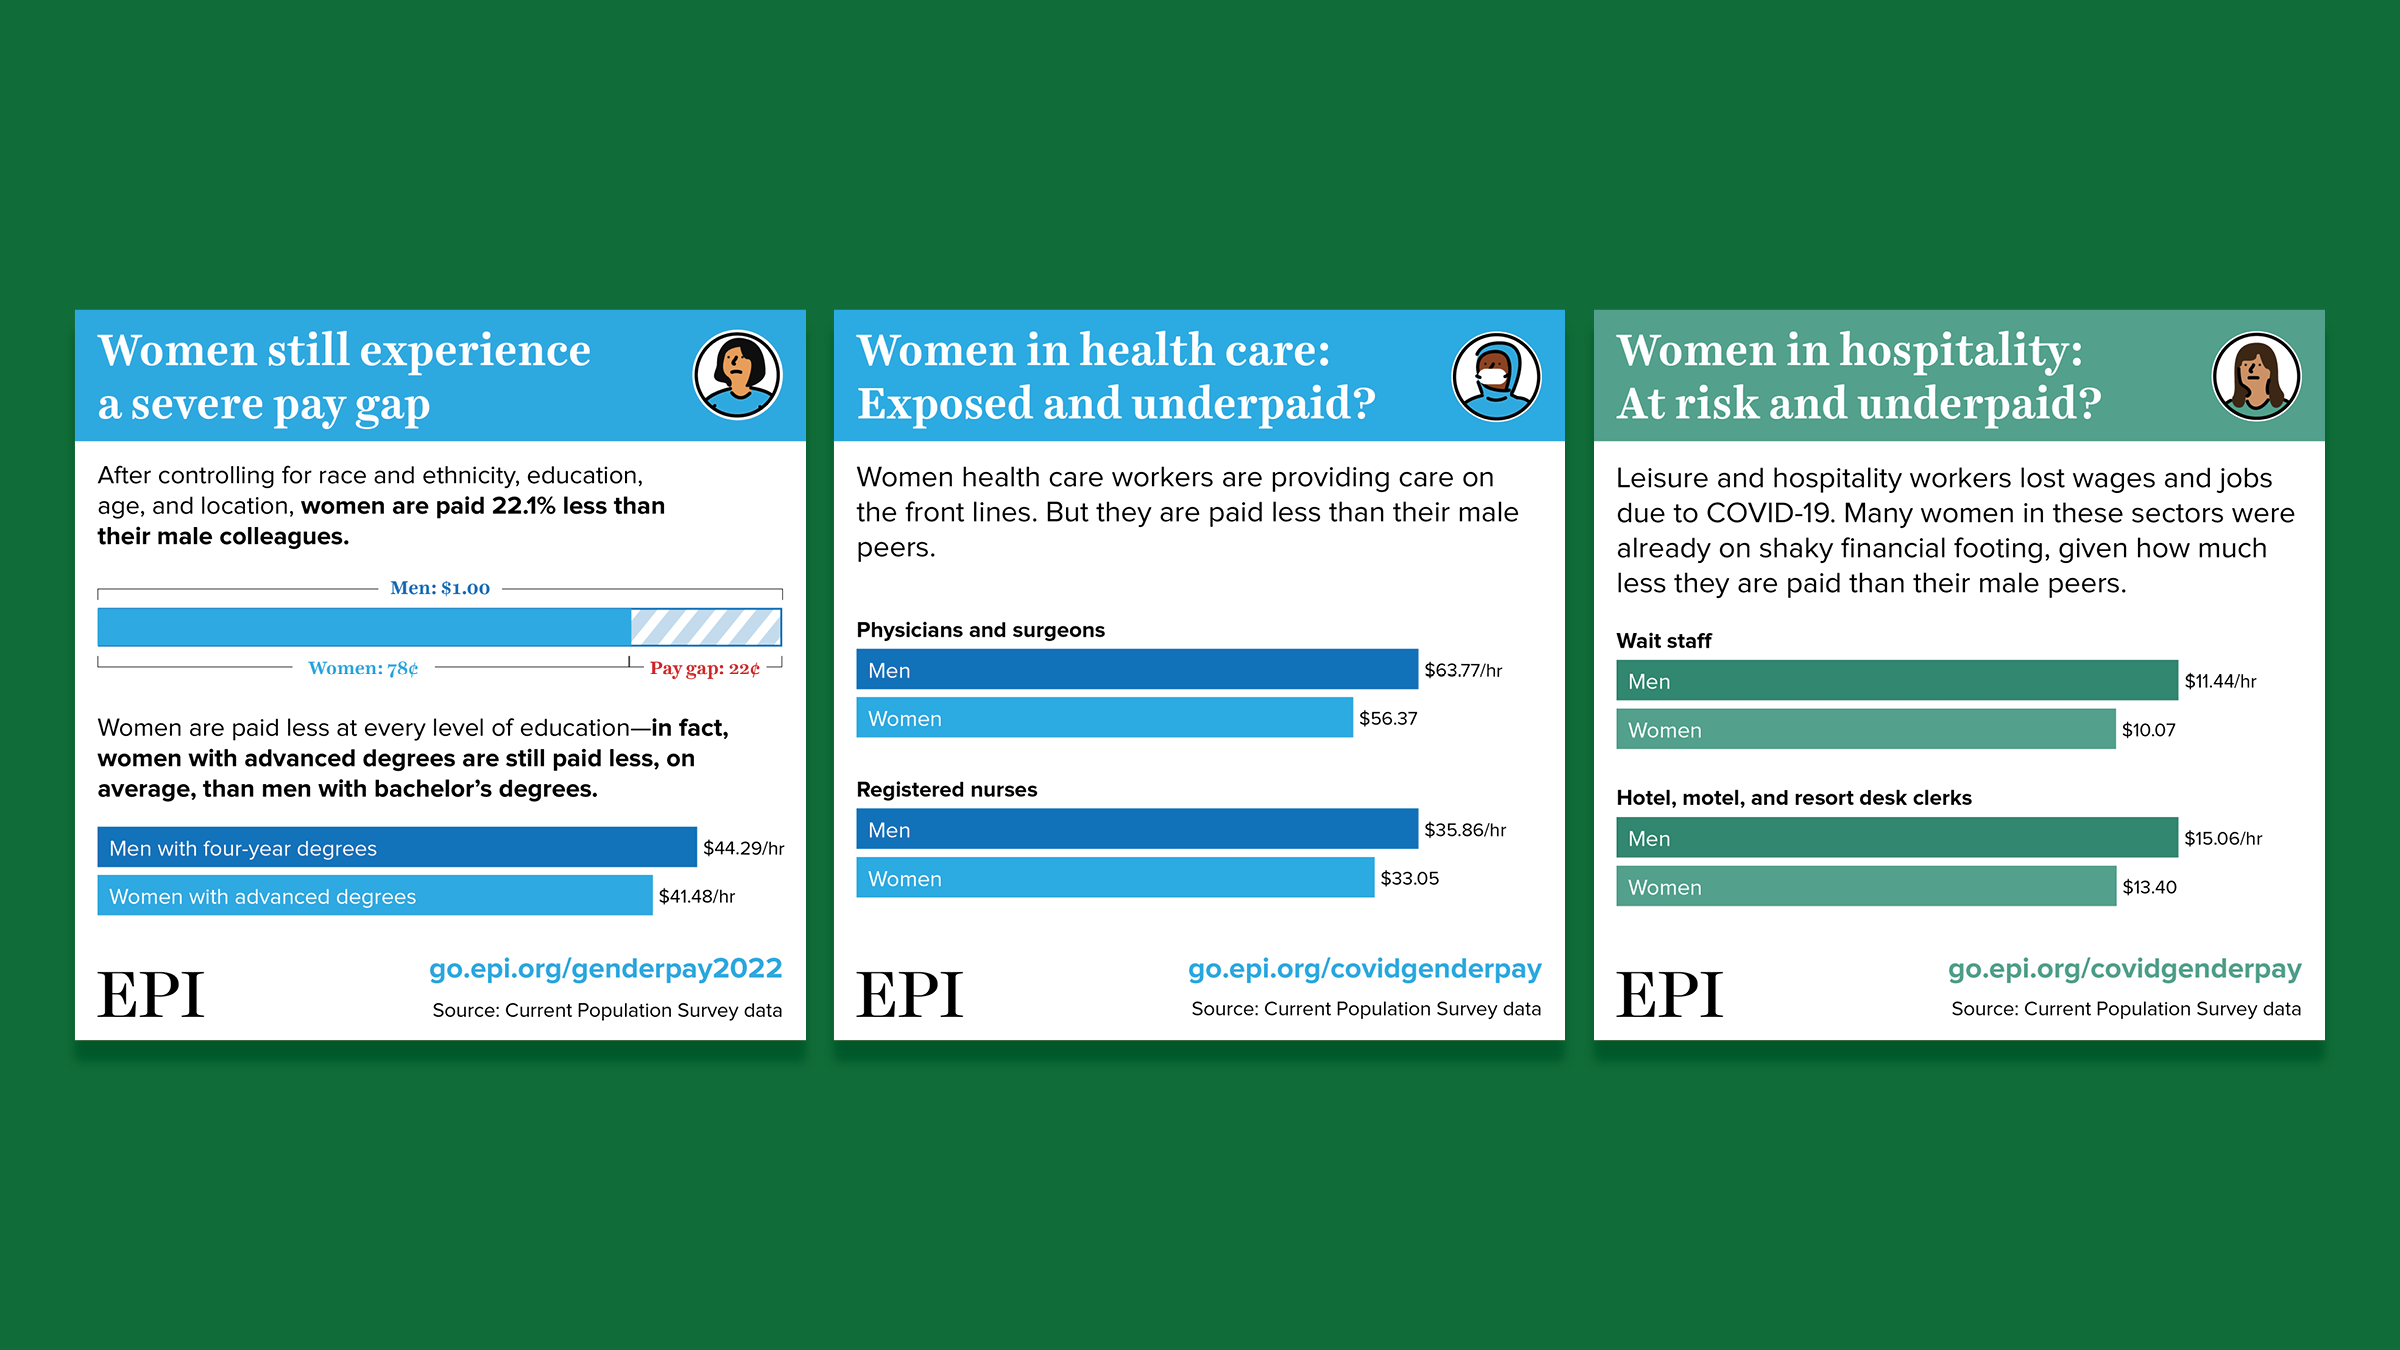 Women still experience
a severe pay gap
After controlling for race and ethnicity, education,
age, and location, women are paid 22.1% less than
their male colleagues.
Men: $1.00
Women: 78¢
Pay gap: 22¢
Women are paid less at every level of education—in fact,
women with advanced degrees are still paid less, on
average, than men with bachelor’s degrees.
Men with four-year degrees $44.29/hr
Women with advanced degrees $41.48/hr
EPI
go.epi.org/genderpay2022
Source: Current Population Survey data
Women in health care:
Exposed and underpaid?
Women health care workers are providing care on
the front lines. But they are paid less than their male
peers.
Physicians and surgeons
Men $63.77/hr
Women $56.37
Registered nurses
Men $35.86/hr
Women $33.05
EPI
go.epi.org/covidgenderpay
Source: Current Population Survey data
Women in hospitality:
At risk and underpaid?
Leisure and hospitality workers lost wages and jobs
due to COVID-19. Many women in these sectors were
already on shaky financial footing, given how much
less they are paid than their male peers.
Wait staff
Men $11.44/hr
Women $10.07
Hotel, motel, and resort desk clerks
Men $15.06/hr
Women $13.40
EPI
go.epi.org/covidgenderpay
Source: Current Population Survey data